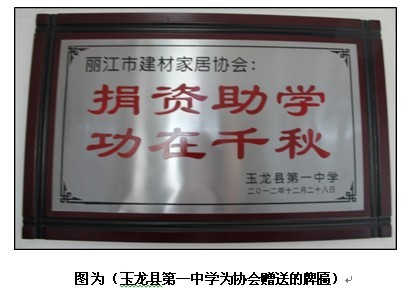 丽江市建材家居协会：
捐资助学
功在千秋
玉龙县第一中学
二〇一二年十二月二十八日
图为（玉龙县第一中学为协会赠送的牌匾）